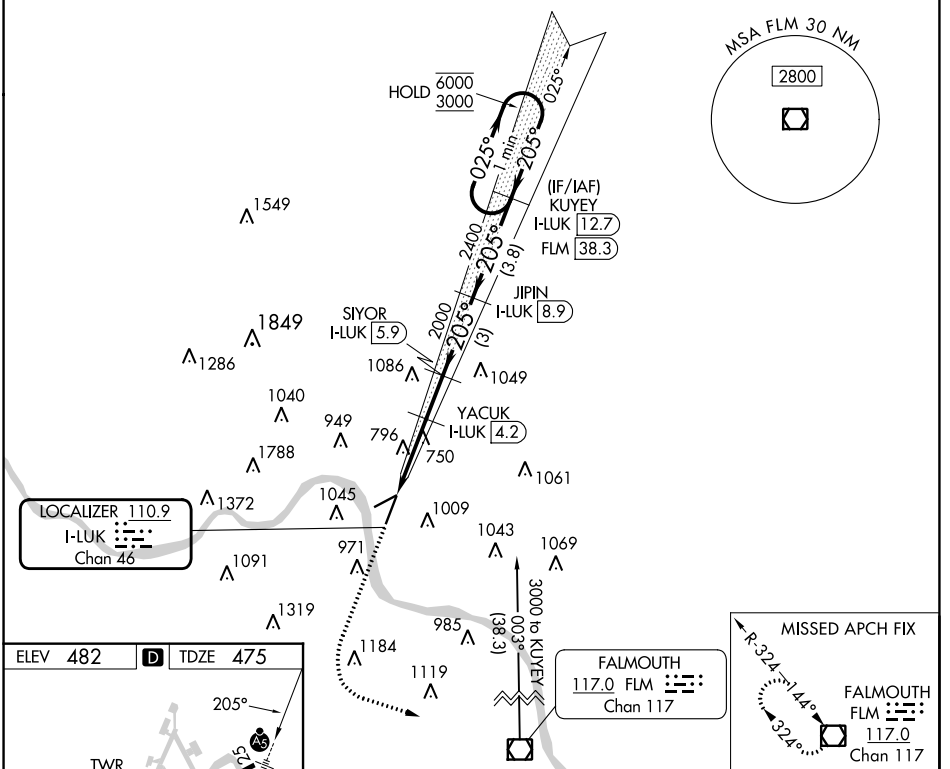 MSA FLM 30 NM
2800
HOLD
6000
3000
025°
025°
1 min
205°
(IF/IAF)
KUYEY
I-LUK 12.7
FLM 38.3
2400
205°
(3.8)
JIPIN
I-LUK 8.9
SIYOR
I-LUK 5.9
2000
205°
(3)
1549
1849
1286
1086
1049
1040
949
796
YACUK
I-LUK 4.2
750
1788
1061
1372
1045
1009
LOCALIZER 110.9
I-LUK
Chan 46
1043
1069
971
1091
1319
985
3000 to KUYEY
003°
(38.3)
1184
1119
ELEV 482
D
TDZE 475
205°
A5
25
TWR
FALMOUTH
117.0 FLM
Chan 117
MISSED APCH FIX
R-324
144°
324°
FALMOUTH
FLM
117.0
Chan 117